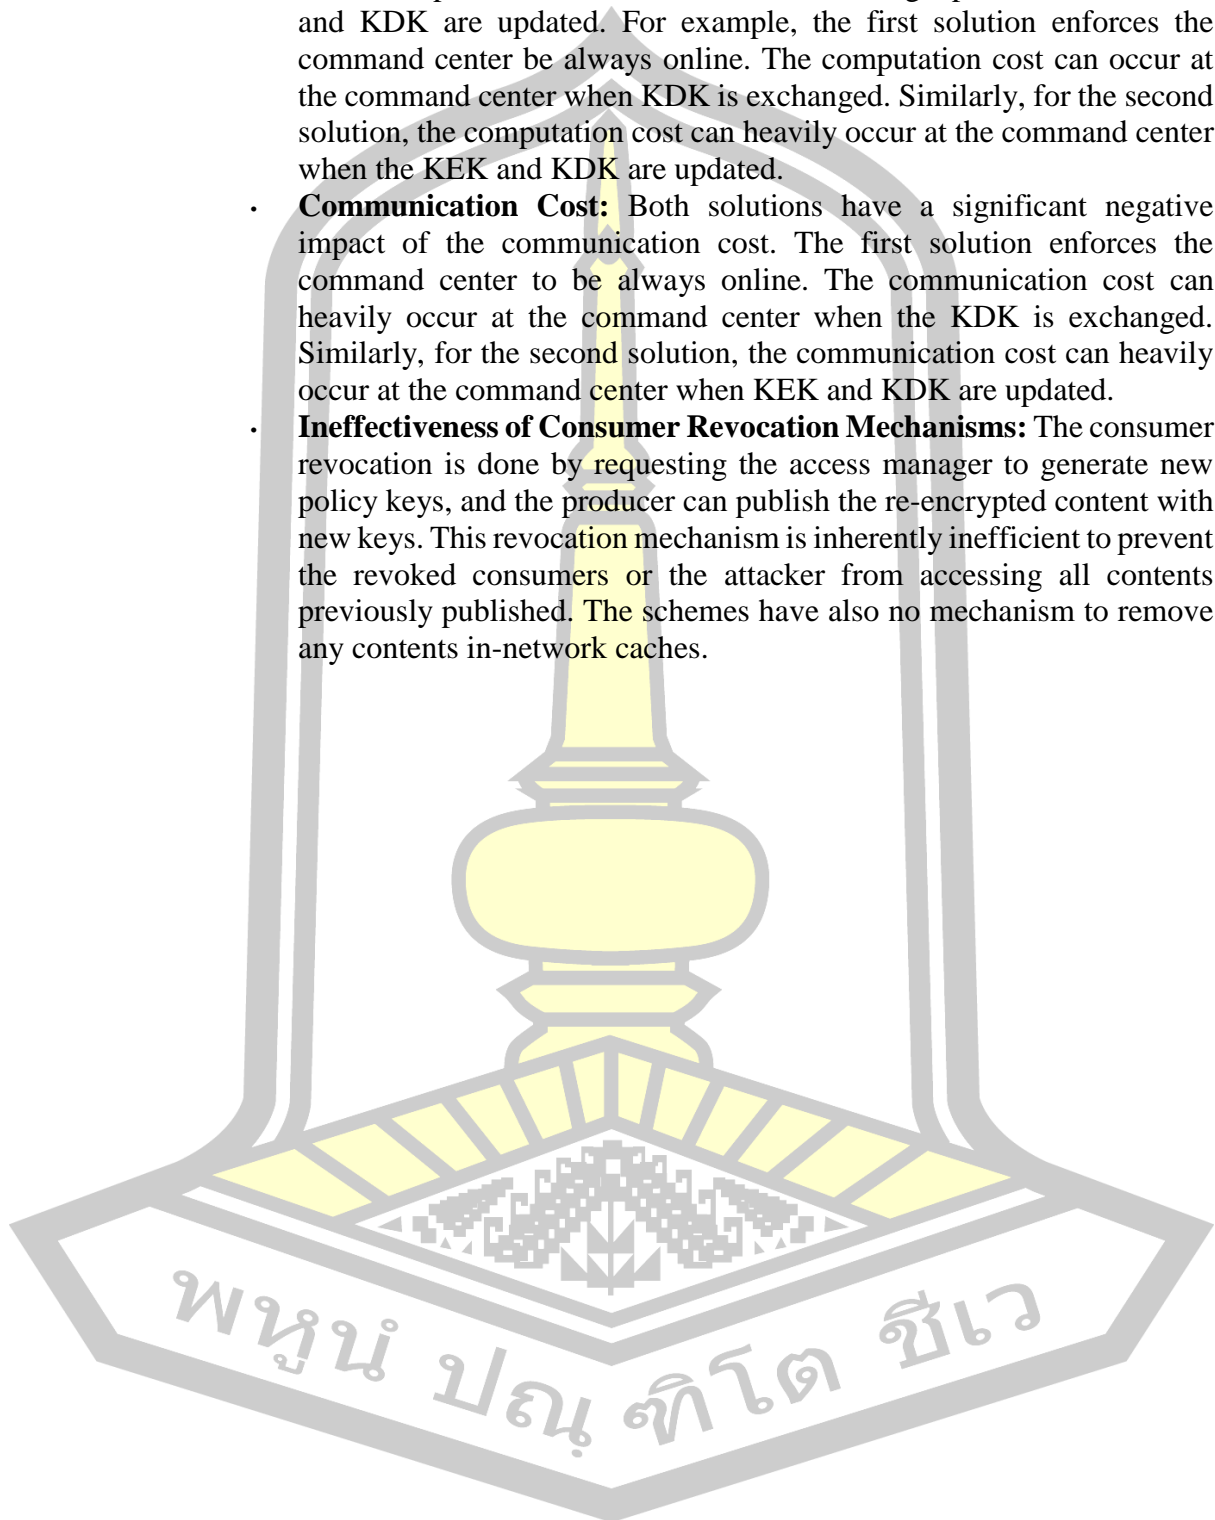 and KDK are updated. For example, the first solution enforces the
command center be always online. The computation cost can occur at
the command center when KDK is exchanged. Similarly, for the second
solution, the computation cost can heavily occur at the command center
when the KEK and KDK are updated.
· Communication Cost: Both solutions have a significant negative
impact of the communication cost. The first solution enforces the
command center to be always online. The communication cost can
heavily occur at the command center when the KDK is exchanged.
Similarly, for the second solution, the communication cost can heavily
occur at the command center when KEK and KDK are updated.
· Ineffectiveness of Consumer Revocation Mechanisms: The consumer
revocation is done by requesting the access manager to generate new
policy keys, and the producer can publish the re-encrypted content with
new keys. This revocation mechanism is inherently inefficient to prevent
the revoked consumers or the attacker from accessing all contents
previously published. The schemes have also no mechanism to remove
any contents in-network caches.
พหูนํ ปณฺฑิโต ชีเว